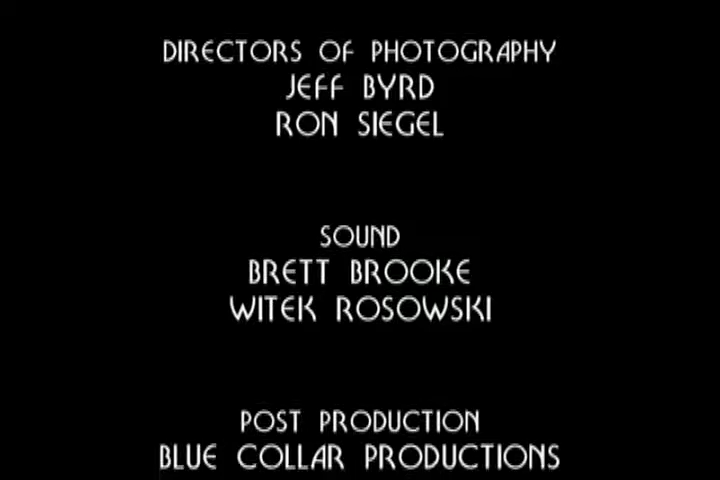 DIRECTORS OF PHOTOGRAPHY
JEFF BYRD
RON SIEGEL
SOUND
BRETT BROOKE
WITEK ROSOWSKI
POST PRODUCTION
BLUE COLLAR PRODUCTIONS